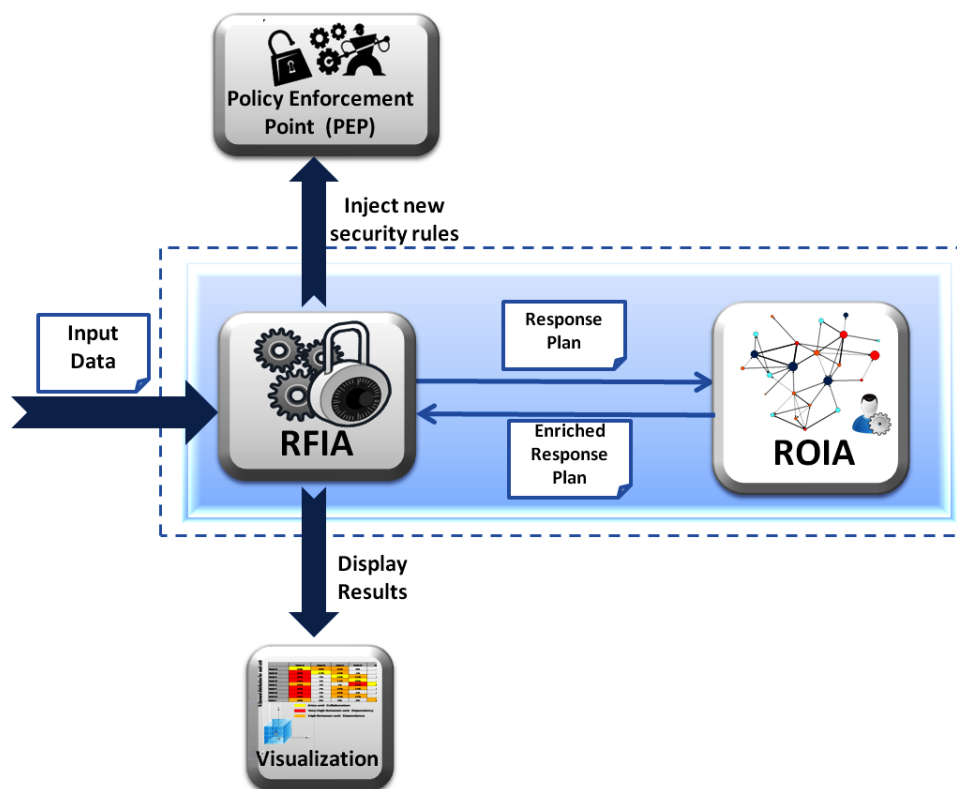 Policy Enforcement
Point (PEP)
Inject new
security rules
Input
Data
RFIA
Response
Plan
Enriched
Response
Plan
ROIA
Display
Results
Visualization